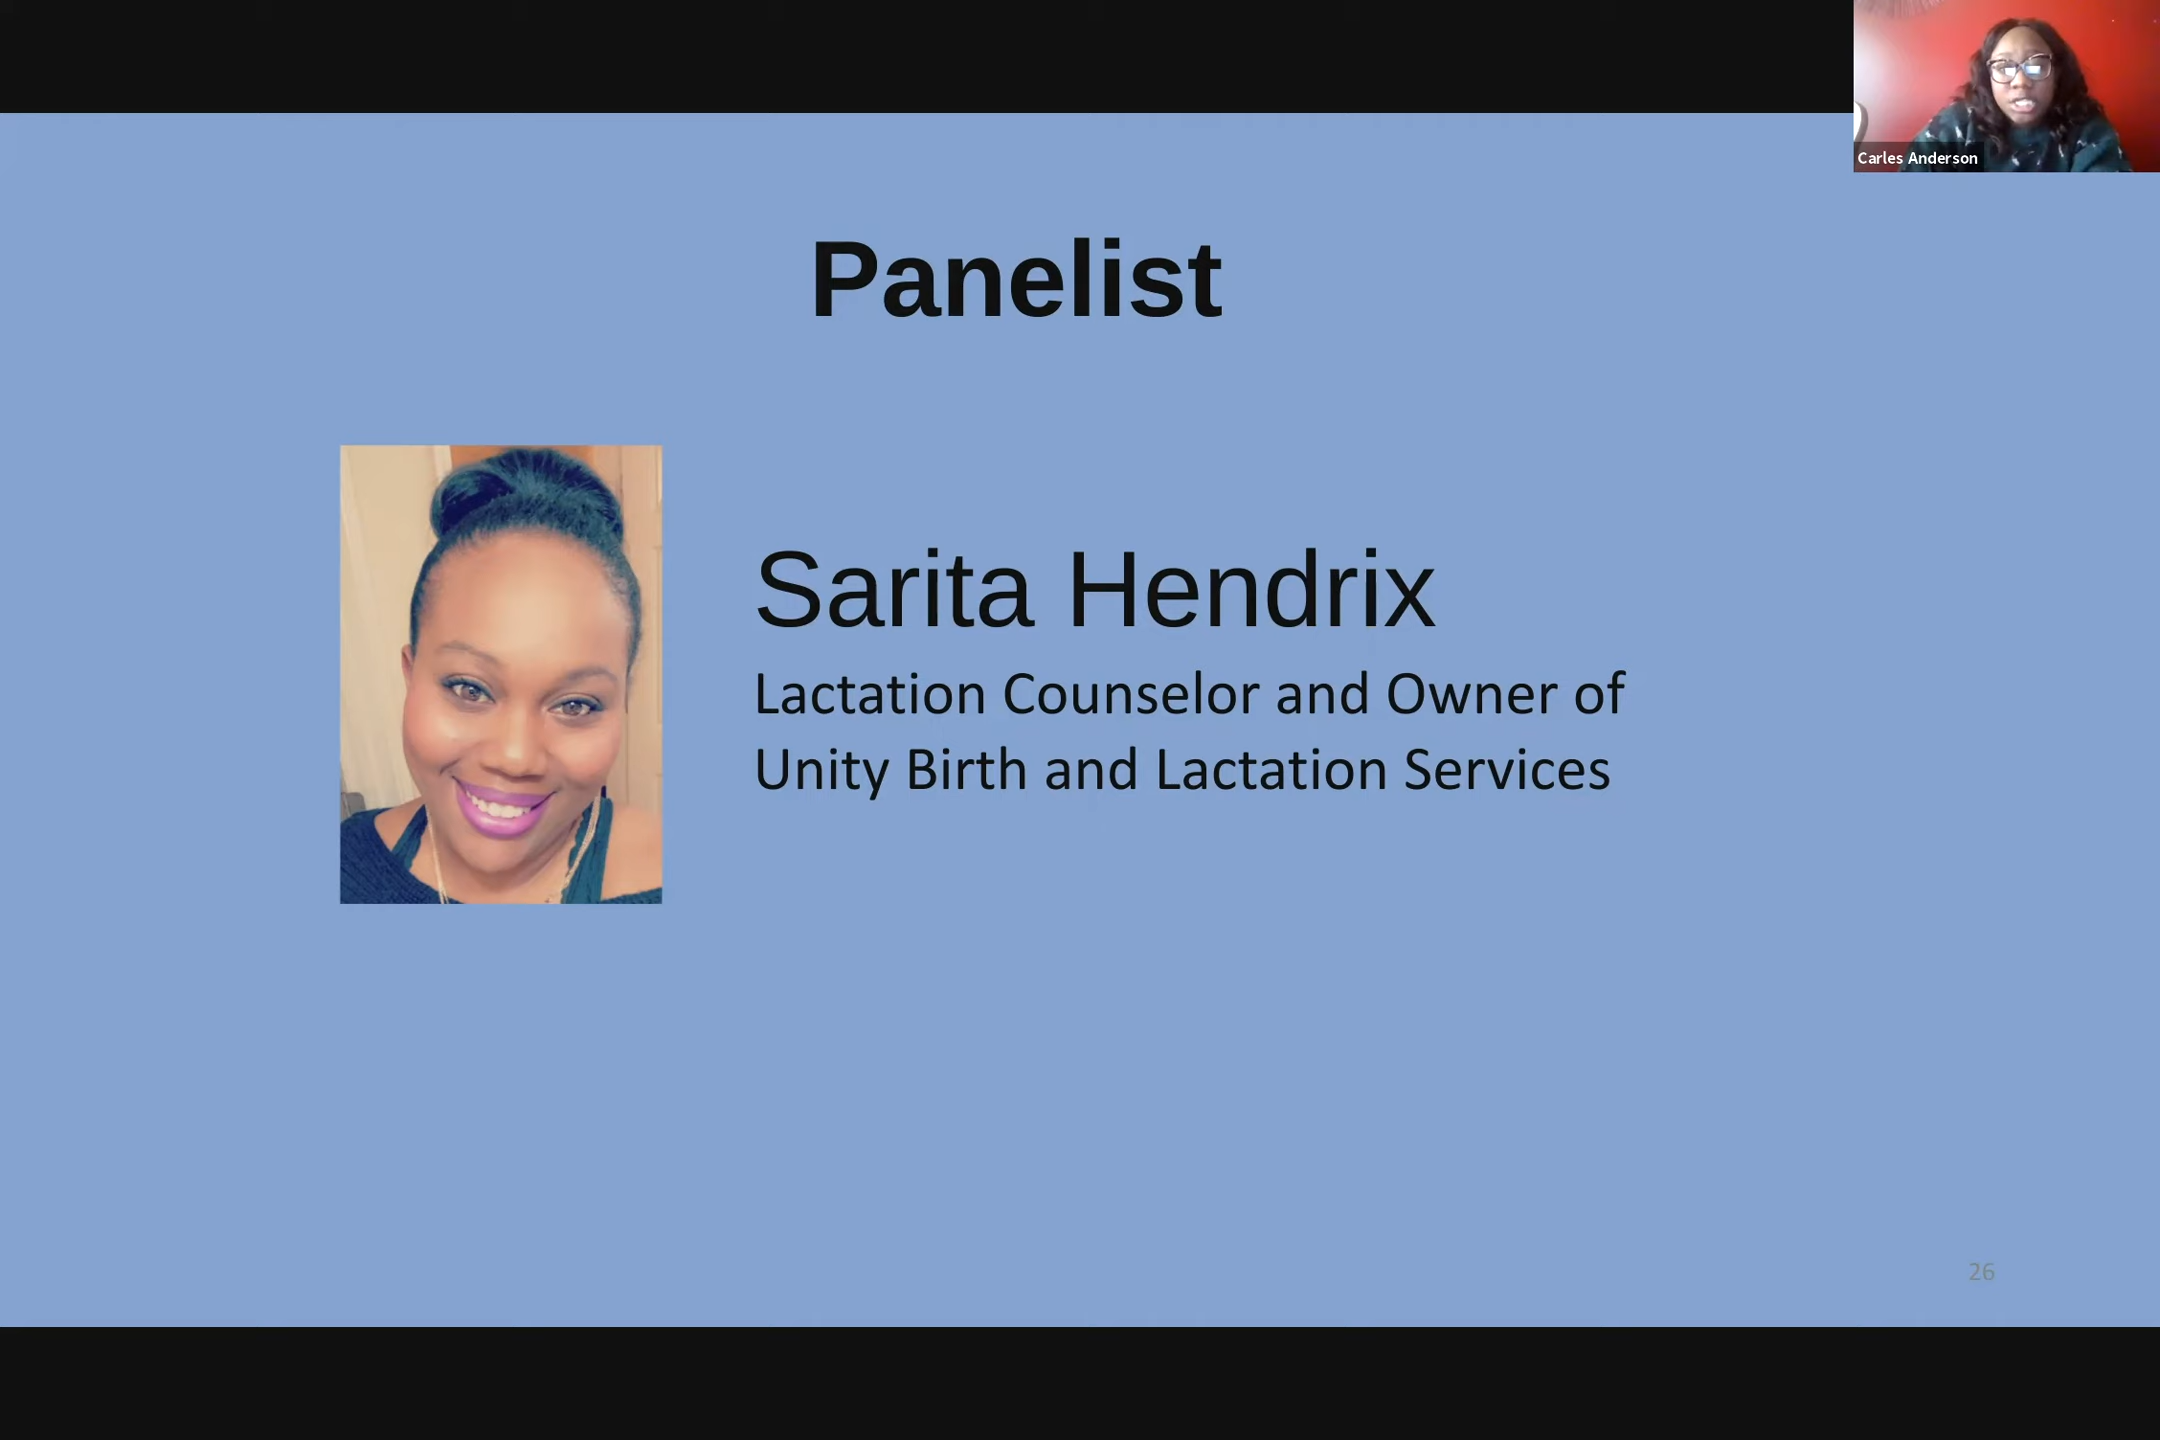 Carles Anderson
Panelist
Sarita Hendrix
Lactation Counselor and Owner of
Unity Birth and Lactation Services
26